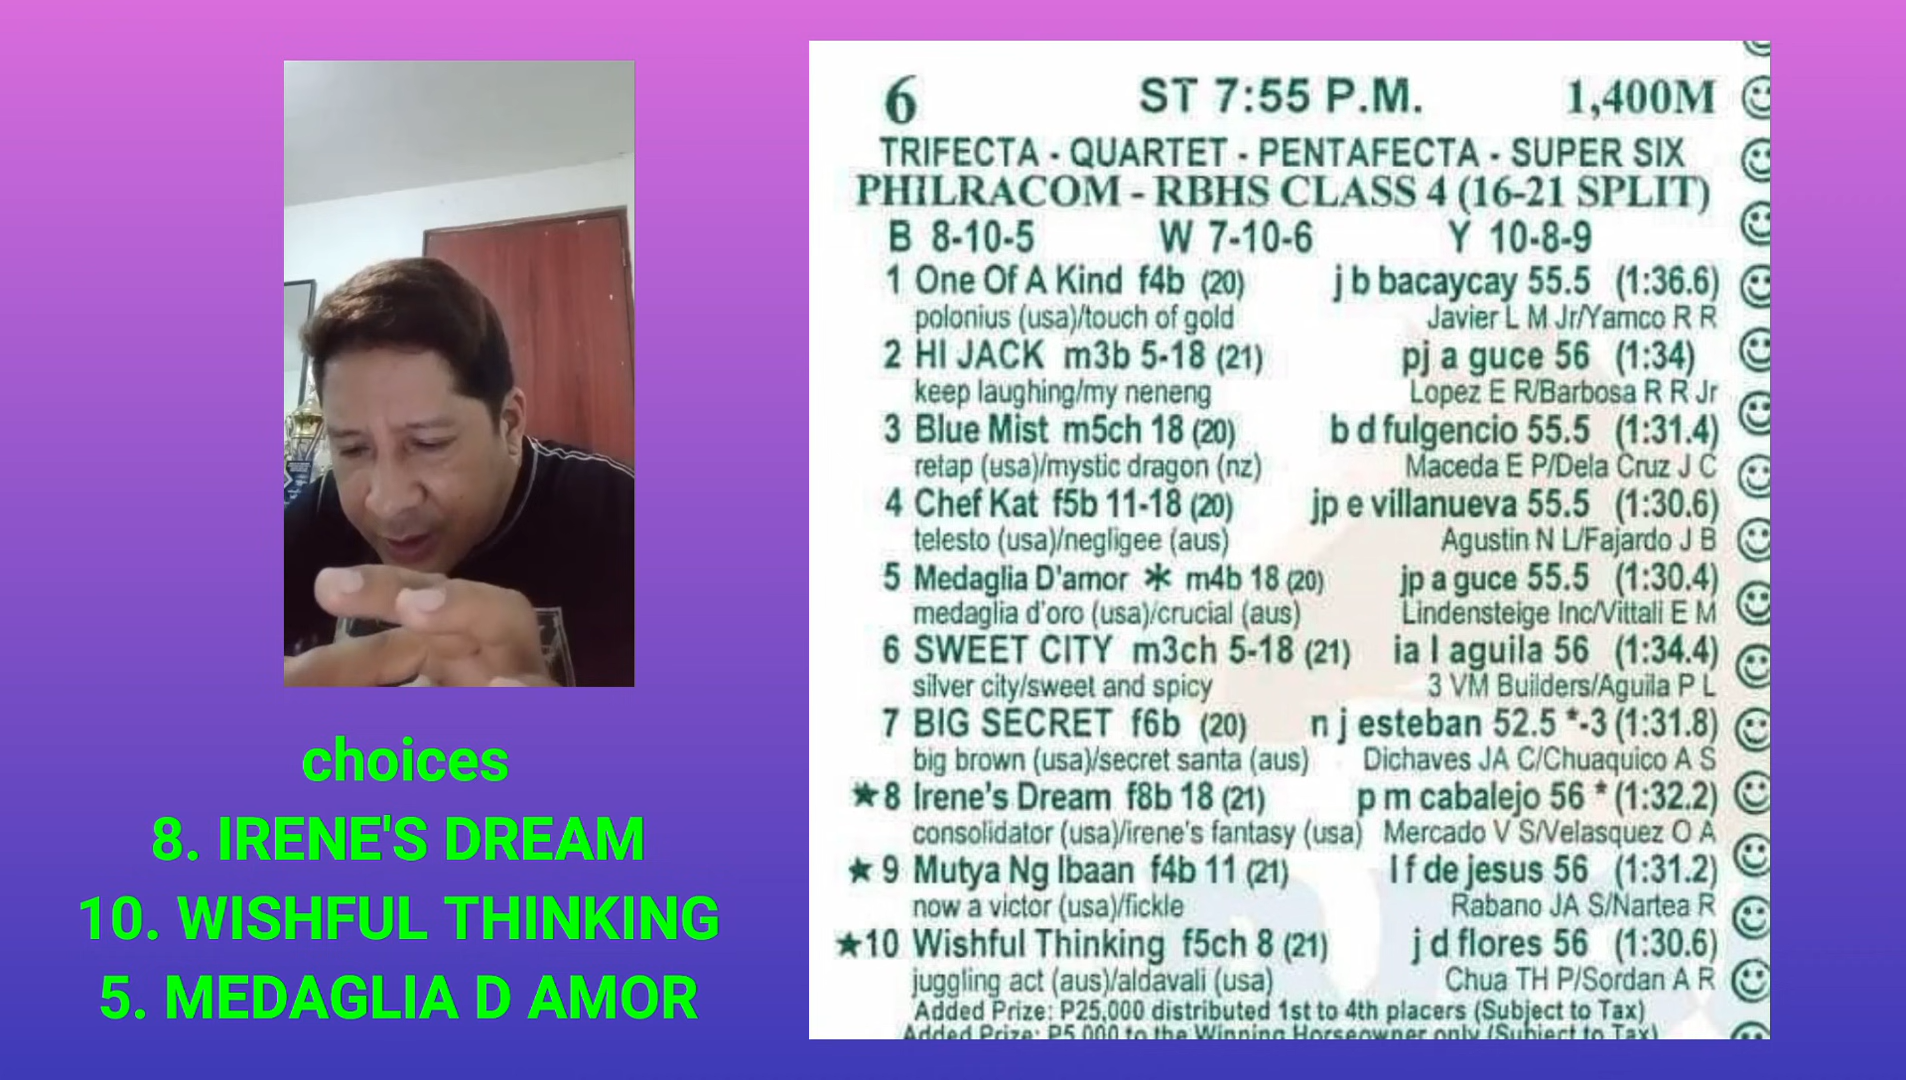 choices
8. IRENE'S DREAM
10. WISHFUL THINKING
5. MEDAGLIA D AMOR
6 ST 7:55 P.M. 1,400M
TRIFECTA - QUARTET - PENTAFECTA - SUPER SIX
PHILRACOM - RBHS CLASS 4 (16-21 SPLIT)
B 8-10-5 W 7-10-6 Y 10-8-9
1 One Of A Kind f4b (20) j b bacaycay 55.5 (1:36.6)
polonius (usa)/touch of gold Javier L M Jr/Yamco R R
2 HI JACK m3b 5-18 (21) pj a guce 56 (1:34)
keep laughing/my neneng Lopez E R/Barbosa R R Jr
3 Blue Mist m5ch 18 (20) b d fulgencio 55.5 (1:31.4)
retap (usa)/mystic dragon (nz) Maceda E P/Dela Cruz J C
4 Chef Kat f5b 11-18 (20) jp e villanueva 55.5 (1:30.6)
telesto (usa)/negligee (aus) Agustin N L/Fajardo J B
5 Medaglia D'amor * m4b 18 (20) jp a guce 55.5 (1:30.4)
medaglia d'oro (usa)/crucial (aus) Lindensteige Inc/Vittali E M
6 SWEET CITY m3ch 5-18 (21) ia l aguila 56 (1:34.4)
silver city/sweet and spicy 3 VM Builders/Aguila P L
7 BIG SECRET f6b (20) n j esteban 52.5 *-3 (1:31.8)
big brown (usa)/secret santa (aus) Dichaves JA C/Chuaquico A S
★8 Irene's Dream f8b 18 (21) p m cabalejo 56 * (1:32.2)
consolidator (usa)/irene's fantasy (usa) Mercado V S/Velasquez O A
★9 Mutya Ng Ibaan f4b 11 (21) l f de jesus 56 (1:31.2)
now a victor (usa)/fickle Rabano JA S/Nartea R
★10 Wishful Thinking f5ch 8 (21) j d flores 56 (1:30.6)
juggling act (aus)/aldavali (usa) Chua TH P/Sordan A R
Added Prize: P25,000 distributed 1st to 4th placers (Subject to Tax)
Added Prize: P5,000 to the Winning Horseowner only (Subject to Tax)